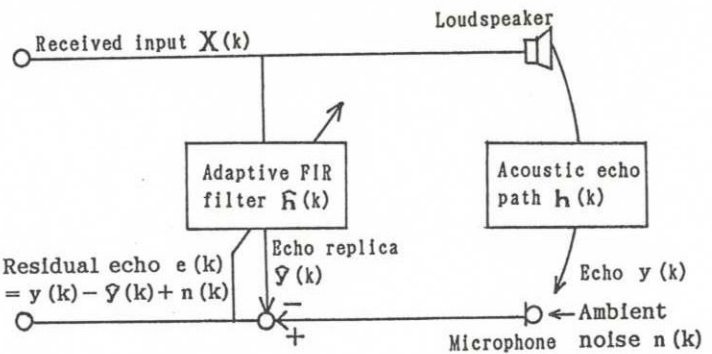 Loudspeaker
Received input X(k)
Adaptive FIR
filter ĥ(k)
Acoustic echo
path h(k)
Residual echo e(k)
= y(k) − ŷ(k) + n(k)
Echo replica
ŷ(k)
Echo y(k)
−
+
Microphone
Ambient
noise n(k)